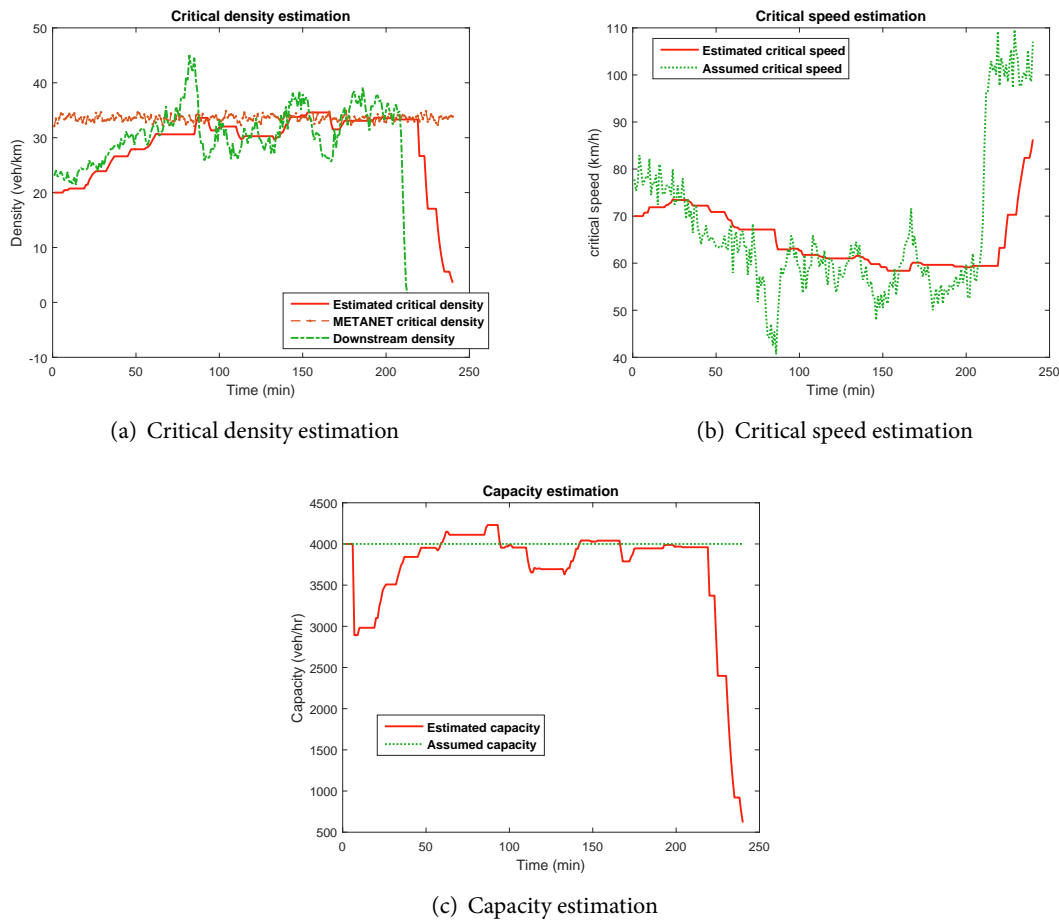 Critical density estimation
50
40
30
20
10
0
-10
Density (veh/km)
Estimated critical density
METANET critical density
Downstream density
0 50 100 150 200 250
Time (min)
(a) Critical density estimation
Critical speed estimation
110
100
90
80
70
60
50
40
critical speed (km/h)
Estimated critical speed
Assumed critical speed
0 50 100 150 200 250
Time (min)
(b) Critical speed estimation
Capacity estimation
4500
4000
3500
3000
2500
2000
1500
1000
500
Capacity (veh/hr)
Estimated capacity
Assumed capacity
0 50 100 150 200 250
Time (min)
(c) Capacity estimation